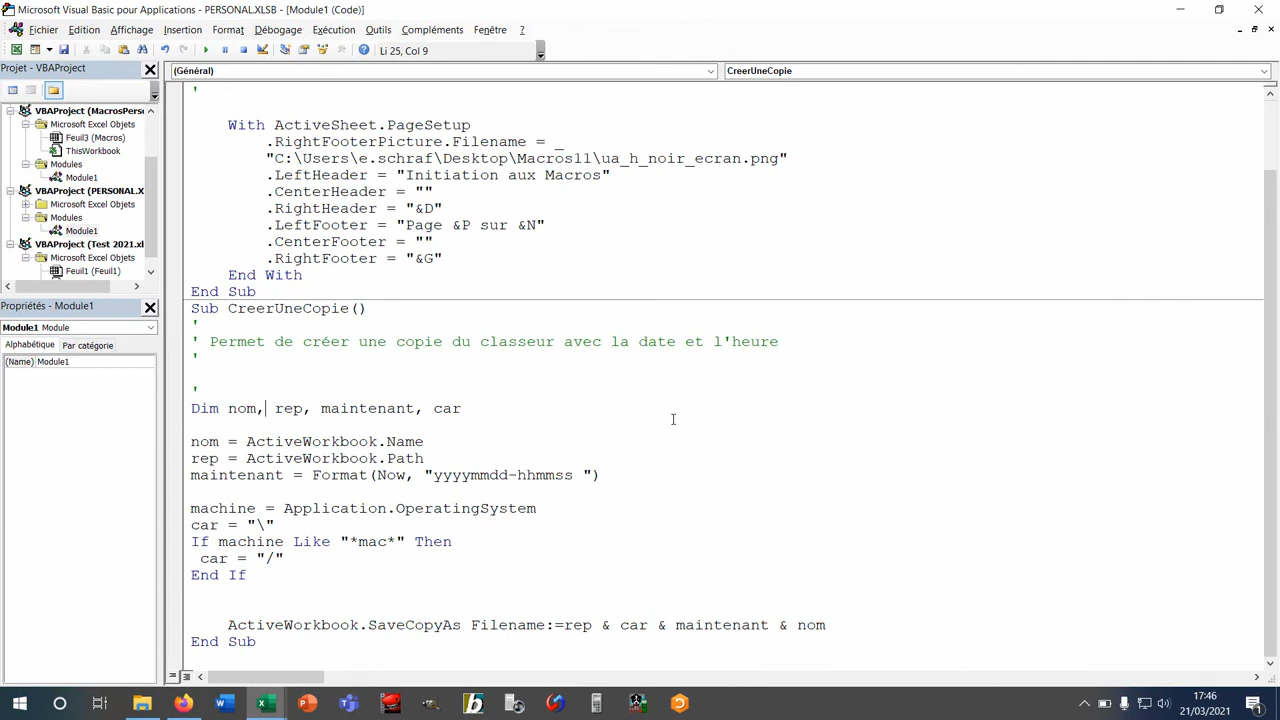 Microsoft Visual Basic pour Applications - PERSONAL.XLSB - [Module1 (Code)]
Fichier Edition Affichage Insertion Format Débogage Exécution Outils Compléments Fenêtre ?
Li 25, Col 9
Projet - VBAProject
(Général)
CreerUneCopie
VBAProject (MacrosPerso
Microsoft Excel Objets
Feuil3 (Macros)
ThisWorkbook
Modules
Module1
VBAProject (PERSONAL.X
Microsoft Excel Objets
Modules
Module1
VBAProject (Test 2021.xl
Microsoft Excel Objets
Feuil1 (Feuil1)
Propriétés - Module1
Module1 Module
Alphabétique Par catégorie
(Name) Module1
'
With ActiveSheet.PageSetup
.RightFooterPicture.Filename = _
"C:\Users\e.schraf\Desktop\Macros11\ua_h_noir_ecran.png"
.LeftHeader = "Initiation aux Macros"
.CenterHeader = ""
.RightHeader = "&D"
.LeftFooter = "Page &P sur &N"
.CenterFooter = ""
.RightFooter = "&G"
End With
End Sub
Sub CreerUneCopie()
'
' Permet de créer une copie du classeur avec la date et l'heure
'
'
Dim nom, rep, maintenant, car
nom = ActiveWorkbook.Name
rep = ActiveWorkbook.Path
maintenant = Format(Now, "yyyymmdd-hhmmss ")
machine = Application.OperatingSystem
car = "\"
If machine Like "*mac*" Then
car = "/"
End If
ActiveWorkbook.SaveCopyAs Filename:=rep & car & maintenant & nom
End Sub
17:46
21/03/2021